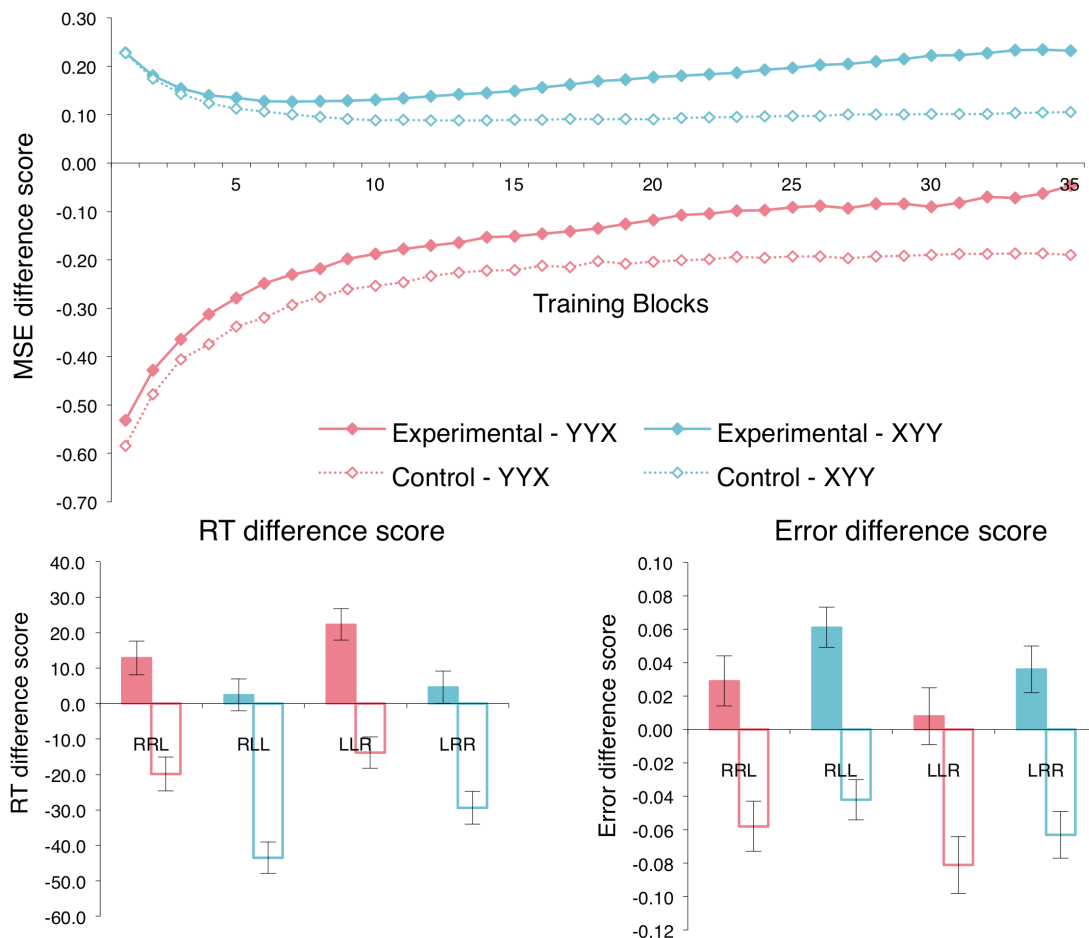 0.30
0.20
0.10
0.00
-0.10
-0.20
-0.30
-0.40
-0.50
-0.60
-0.70
MSE difference score
5 10 15 20 25 30 35
Training Blocks
Experimental - YYX
Experimental - XYY
Control - YYX
Control - XYY
RT difference score
40.0
30.0
20.0
10.0
0.0
-10.0
-20.0
-30.0
-40.0
-50.0
-60.0
RT difference score
RRL RLL LLR LRR
Error difference score
0.10
0.08
0.06
0.04
0.02
0.00
-0.02
-0.04
-0.06
-0.08
-0.10
-0.12
Error difference score
RRL RLL LLR LRR